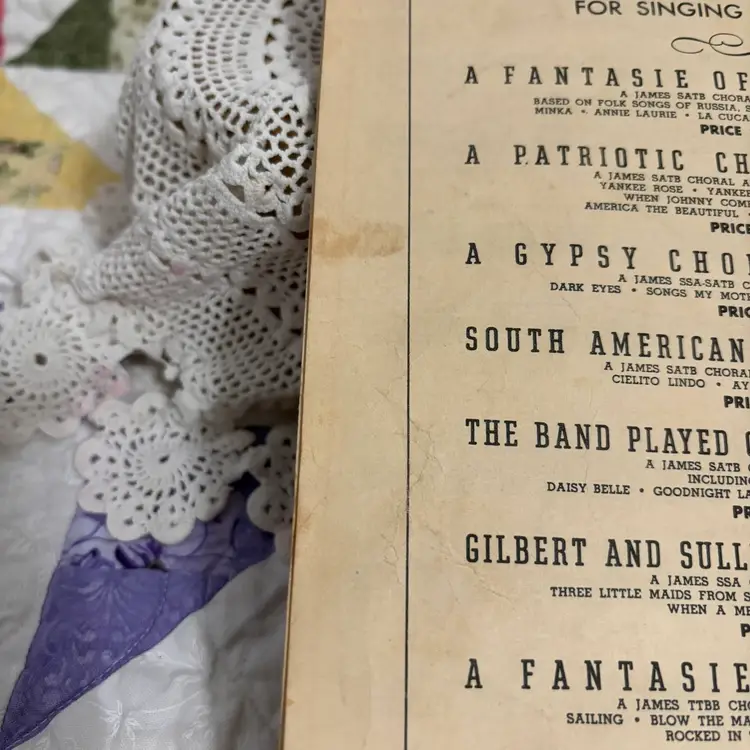 FOR SINGING
A FANTASIE OF
A JAMES SATB CHORA
BASED ON FOLK SONGS OF RUSSIA, S
MINKA • ANNIE LAURIE • LA CUCA
PRICE
A PATRIOTIC CH
A JAMES SATB CHORAL A
YANKEE ROSE • YANKE
WHEN JOHNNY COM
AMERICA THE BEAUTIFUL •
PRICE
A GYPSY CHO
A JAMES SSA-SATB C
DARK EYES • SONGS MY MOT
PRIC
SOUTH AMERICAN
A JAMES SATB CHORA
CIELITO LINDO • AY
PRI
THE BAND PLAYED
A JAMES SATB
INCLUDING
DAISY BELLE • GOODNIGHT LA
PR
GILBERT AND SULL
A JAMES SSA
THREE LITTLE MAIDS FROM S
WHEN A ME
P
A FANTASIE
A JAMES TTBB CHO
SAILING • BLOW THE MA
ROCKED IN